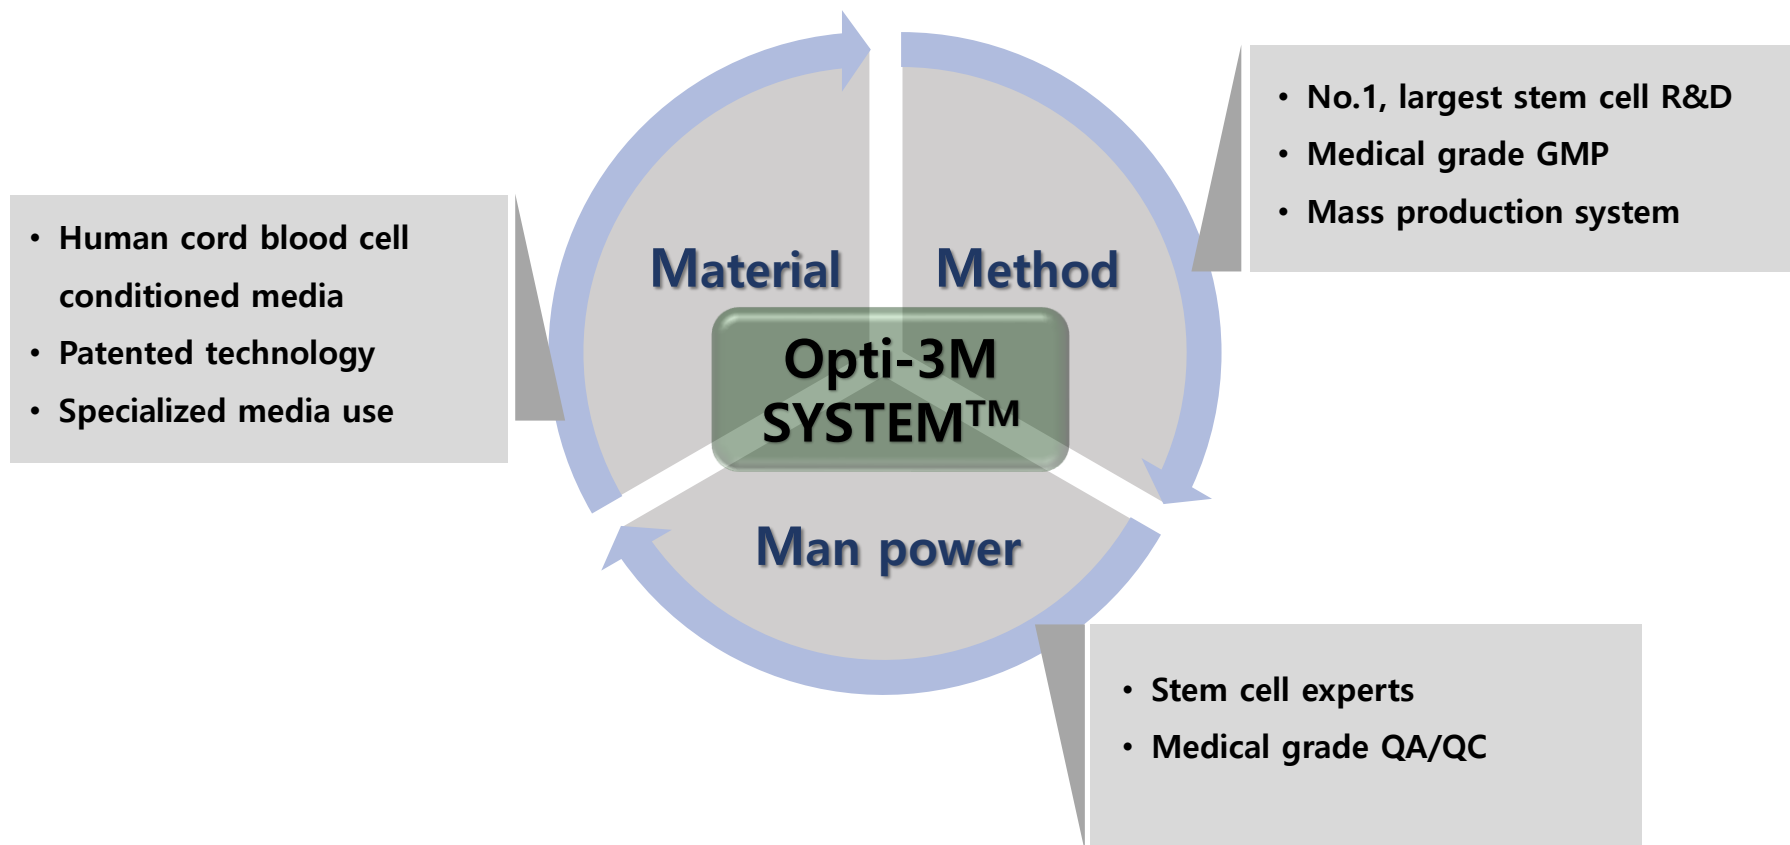 • Human cord blood cell
conditioned media
• Patented technology
• Specialized media use
Material
Method
Opti-3M
SYSTEM™
Man power
• No.1, largest stem cell R&D
• Medical grade GMP
• Mass production system
• Stem cell experts
• Medical grade QA/QC